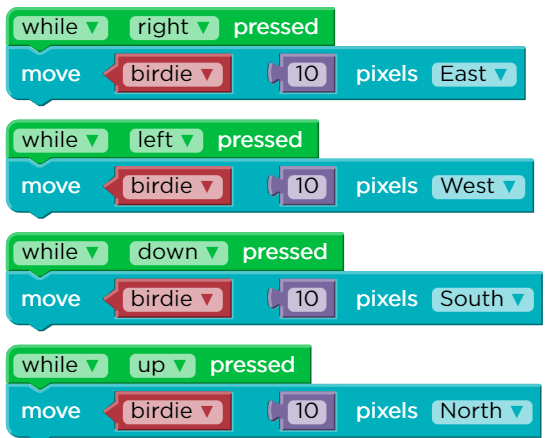 while ▼ right ▼ pressed
move birdie ▼ 10 pixels East ▼
while ▼ left ▼ pressed
move birdie ▼ 10 pixels West ▼
while ▼ down ▼ pressed
move birdie ▼ 10 pixels South ▼
while ▼ up ▼ pressed
move birdie ▼ 10 pixels North ▼